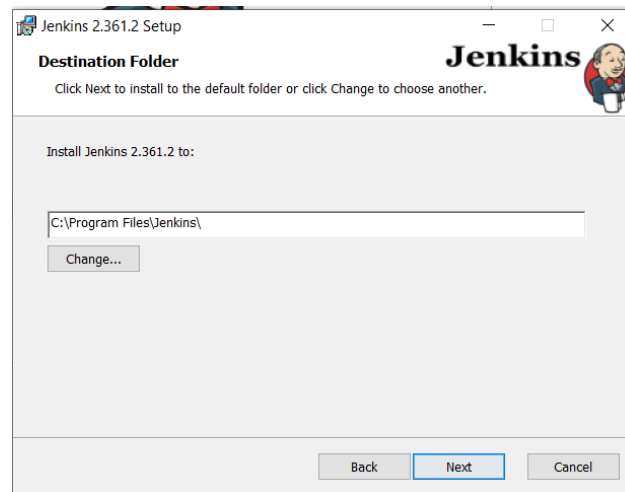 Jenkins 2.361.2 Setup
Destination Folder
Jenkins
Click Next to install to the default folder or click Change to choose another.
Install Jenkins 2.361.2 to:
C:\Program Files\Jenkins\
Change...
Back
Next
Cancel